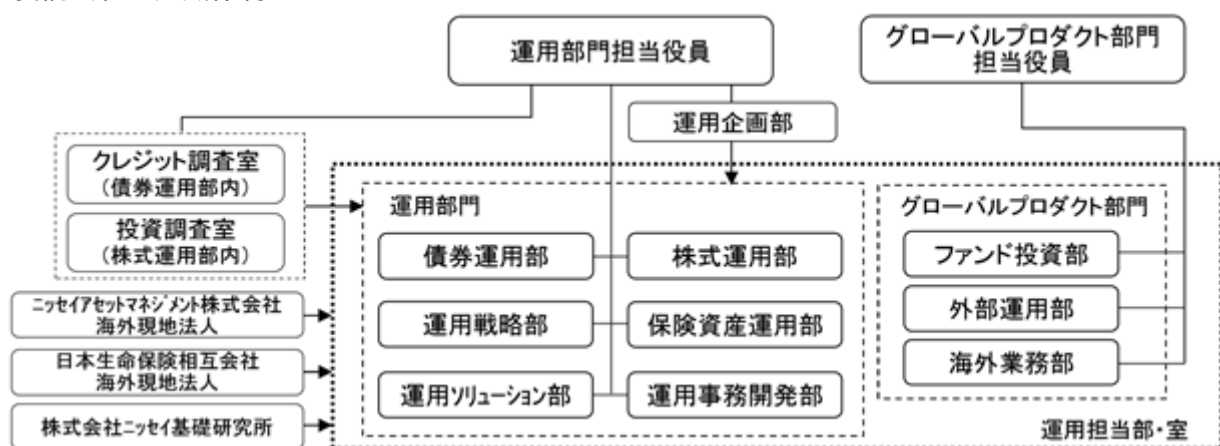 運用部門担当役員
グローバルプロダクト部門
担当役員
運用企画部
クレジット調査室
（債券運用部内）
投資調査室
（株式運用部内）
運用部門
債券運用部
株式運用部
運用戦略部
保険資産運用部
運用ソリューション部
運用事務開発部
グローバルプロダクト部門
ファンド投資部
外部運用部
海外業務部
ニッセイアセットマネジメント株式会社
海外現地法人
日本生命保険相互会社
海外現地法人
株式会社ニッセイ基礎研究所
運用担当部・室